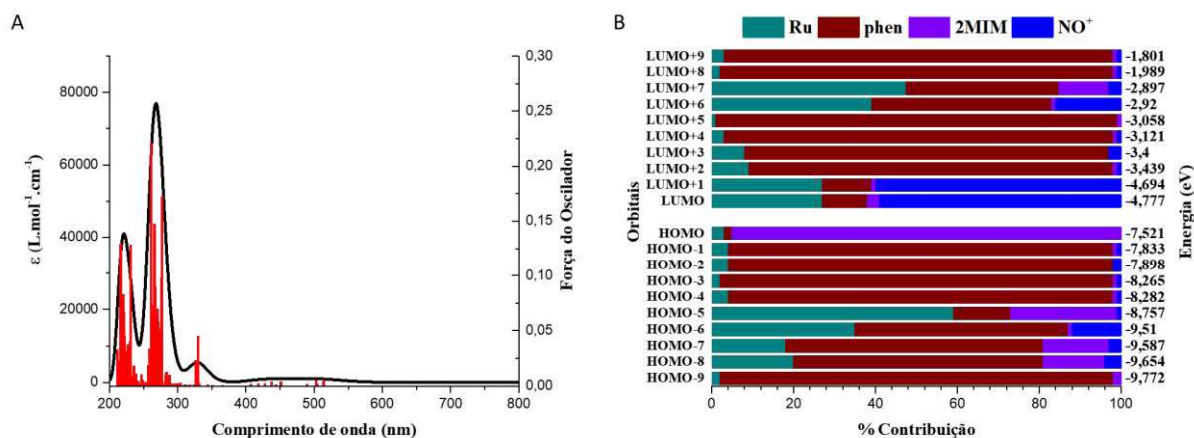 A
ε (L.mol⁻¹.cm⁻¹)
80000
60000
40000
20000
0
200
300
400
500
600
700
800
Comprimento de onda (nm)
0,30
0,25
0,20
0,15
0,10
0,05
0,00
Força do Oscilador
B
Ru phen 2MIM NO⁺
Orbitais
LUMO+9 -1,801
LUMO+8 -1,989
LUMO+7 -2,897
LUMO+6 -2,92
LUMO+5 -3,058
LUMO+4 -3,121
LUMO+3 -3,4
LUMO+2 -3,439
LUMO+1 -4,694
LUMO -4,777
HOMO -7,521
HOMO-1 -7,833
HOMO-2 -7,898
HOMO-3 -8,265
HOMO-4 -8,282
HOMO-5 -8,757
HOMO-6 -9,51
HOMO-7 -9,587
HOMO-8 -9,654
HOMO-9 -9,772
Energia (eV)
0 20 40 60 80 100
% Contribuição